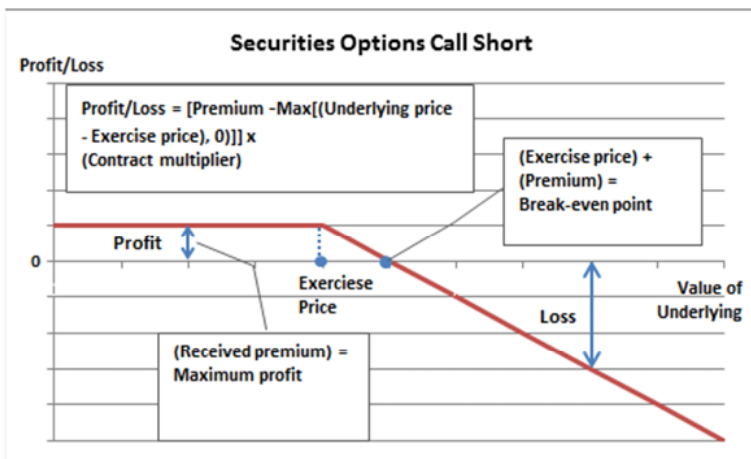 Securities Options Call Short
Profit/Loss
Profit/Loss = [Premium -Max[(Underlying price
- Exercise price), 0)]] x
(Contract multiplier)
(Exercise price) +
(Premium) =
Break-even point
Profit
0
Exerciese
Price
Value of
Underlying
Loss
(Received premium) =
Maximum profit